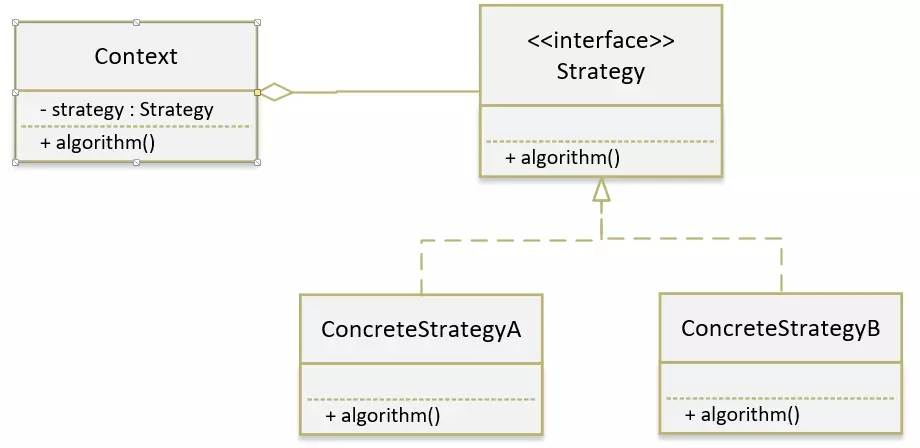 Context
- strategy : Strategy
+ algorithm()
<<interface>>
Strategy
+ algorithm()
ConcreteStrategyA
+ algorithm()
ConcreteStrategyB
+ algorithm()